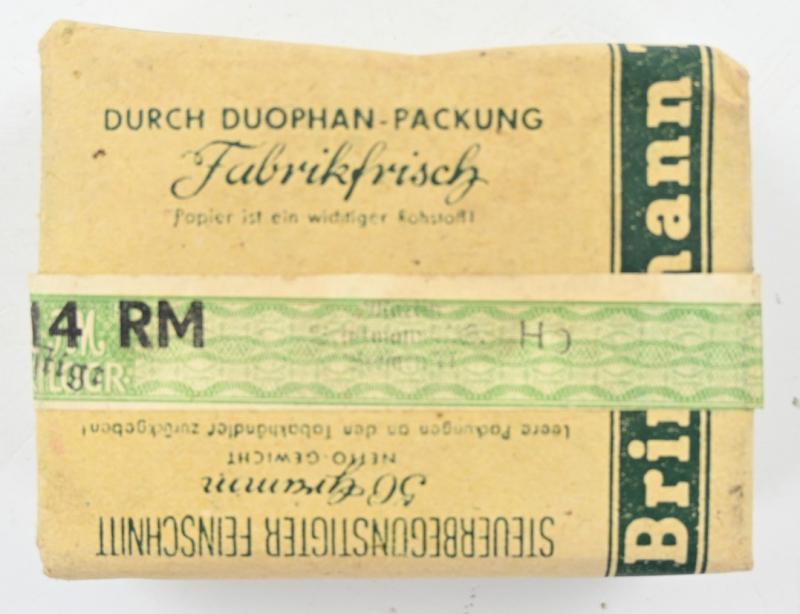 DURCH DUOPHAN-PACKUNG
Fabrikfrisch
Papier ist ein wichtiger Rohstoff!
14 RM
STEUERBEGÜNSTIGTER FEINSCHNITT
50 Gramm
NETTO-GEWICHT
Leere Packungen an den Tabakhändler zurückgeben!
Brinkmann